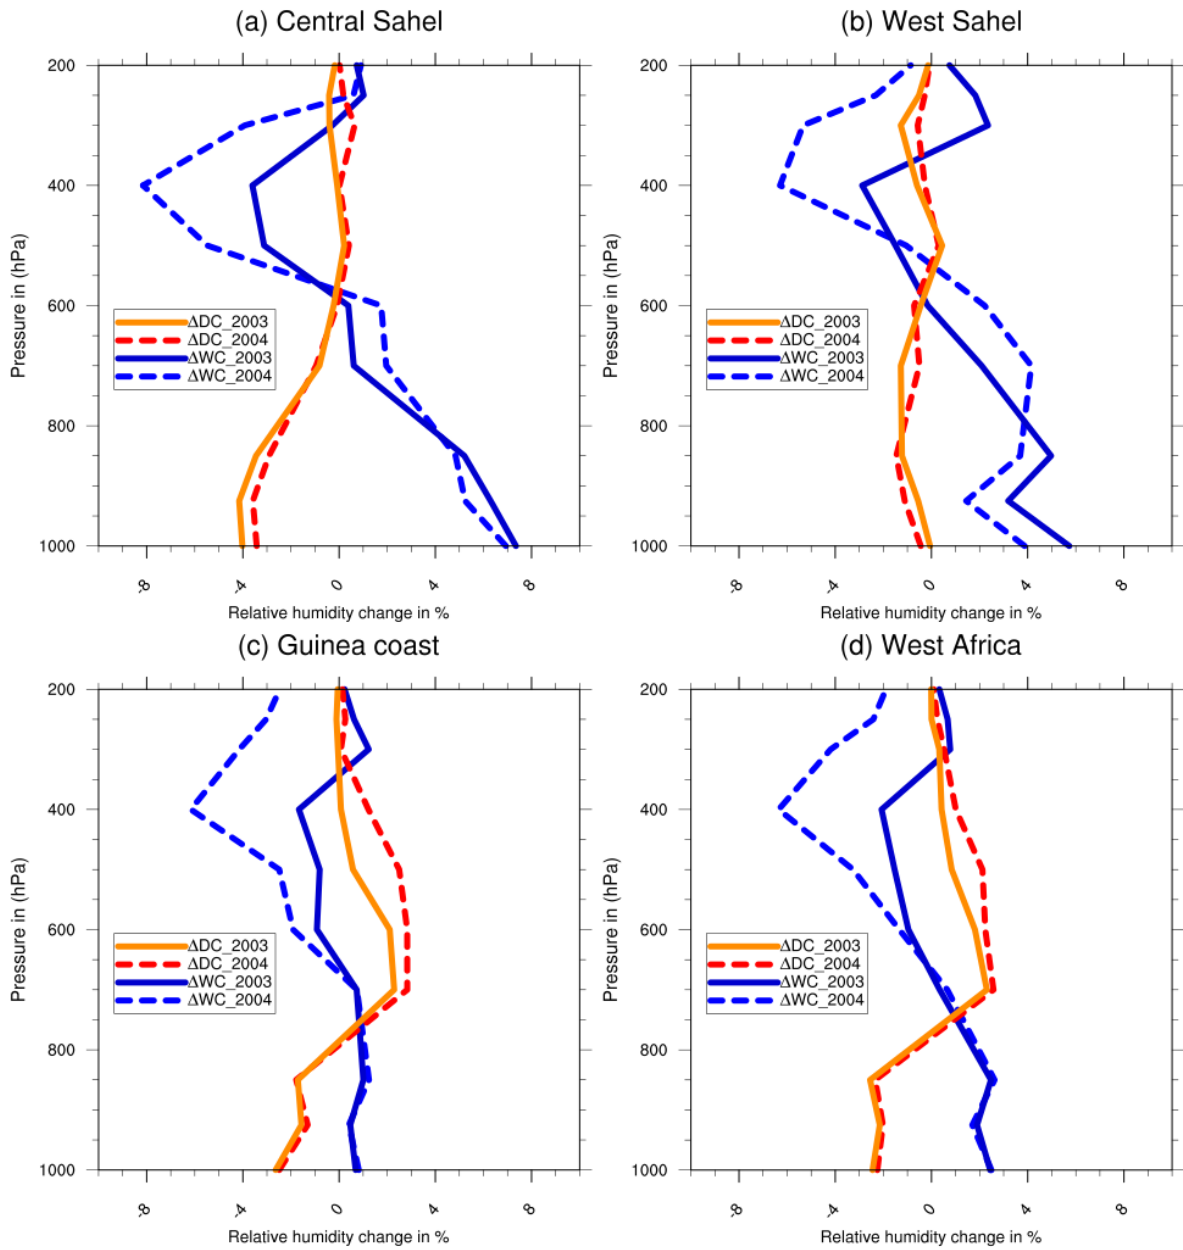 (a) Central Sahel
200
400
600
800
1000
Pressure in (hPa)
ΔDC_2003
ΔDC_2004
ΔWC_2003
ΔWC_2004
-8
-4
0
4
8
Relative humidity change in %
(b) West Sahel
200
400
600
800
1000
Pressure in (hPa)
ΔDC_2003
ΔDC_2004
ΔWC_2003
ΔWC_2004
-8
-4
0
4
8
Relative humidity change in %
(c) Guinea coast
200
400
600
800
1000
Pressure in (hPa)
ΔDC_2003
ΔDC_2004
ΔWC_2003
ΔWC_2004
-8
-4
0
4
8
Relative humidity change in %
(d) West Africa
200
400
600
800
1000
Pressure in (hPa)
ΔDC_2003
ΔDC_2004
ΔWC_2003
ΔWC_2004
-8
-4
0
4
8
Relative humidity change in %